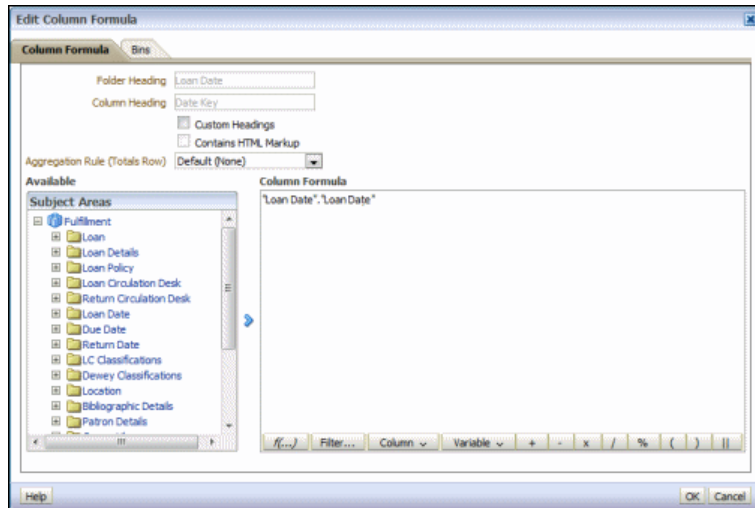 Edit Column Formula
Column Formula Bins
Folder Heading Loan Date
Column Heading Date Key
Custom Headings
Contains HTML Markup
Aggregation Rule (Totals Row) Default (None)
Available Column Formula
Subject Areas
"Loan Date"."Loan Date"
Fulfilment
Loan
Loan Details
Loan Policy
Loan Circulation Desk
Return Circulation Desk
Loan Date
Due Date
Return Date
LC Classifications
Dewey Classifications
Location
Bibliographic Details
Patron Details
f(...) Filter... Column Variable + - x / % ( ) ||
Help OK Cancel